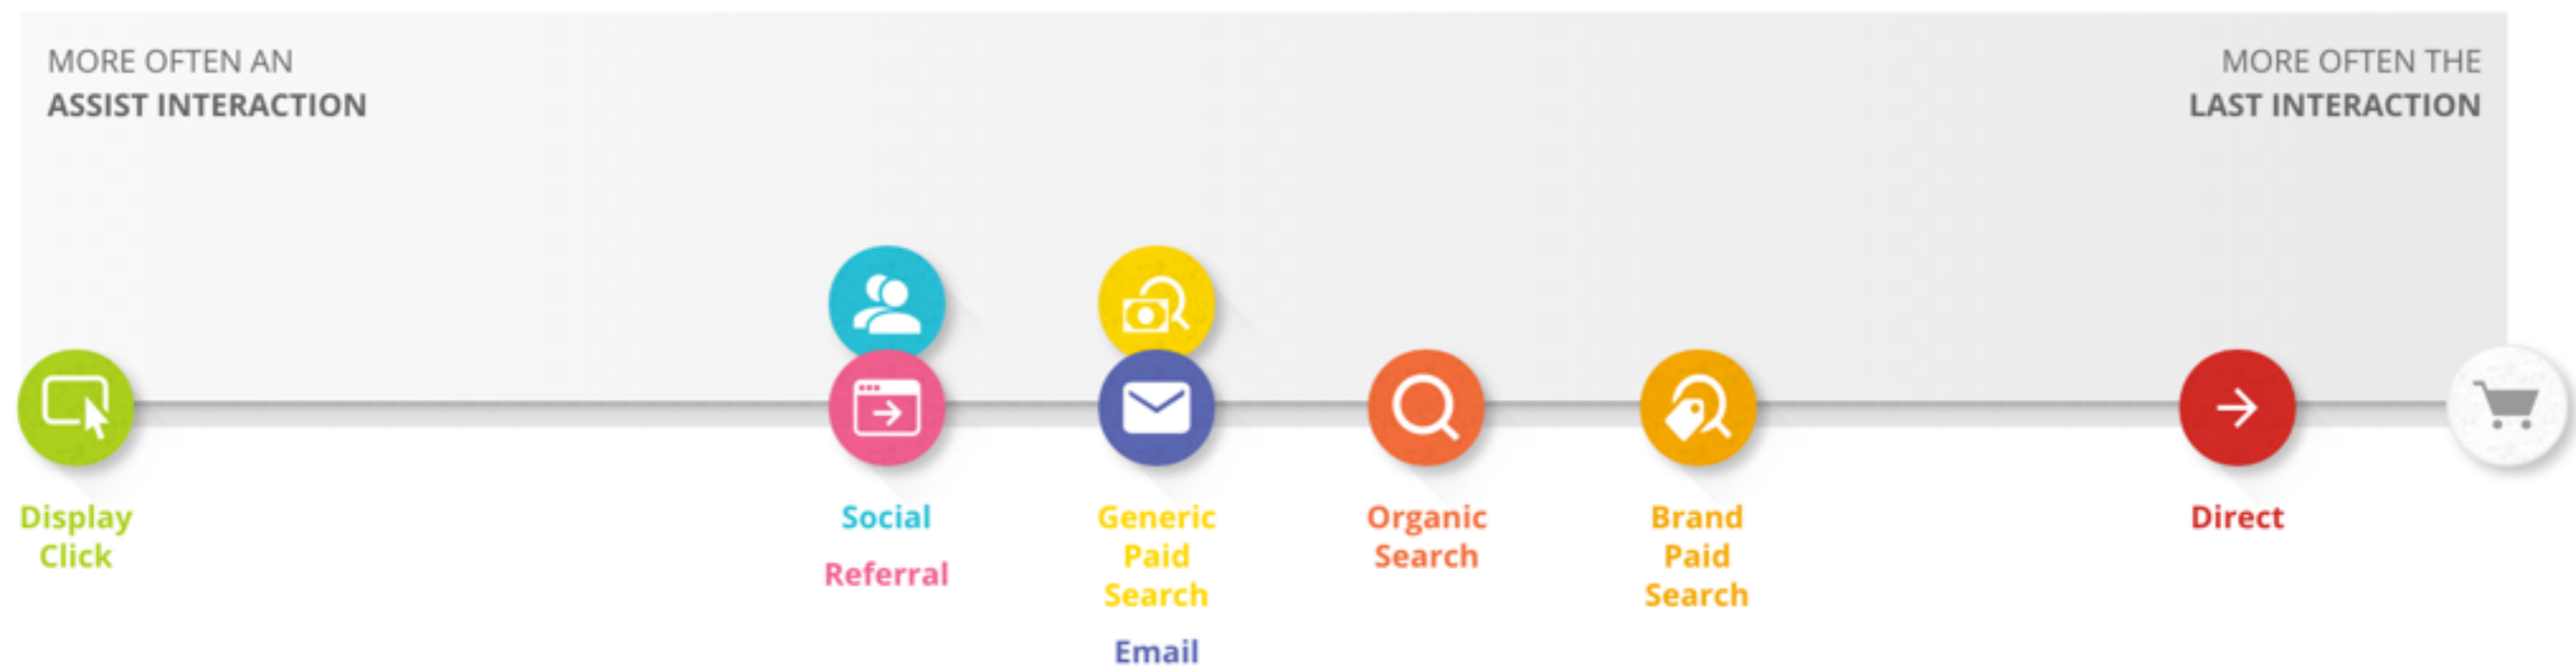 MORE OFTEN AN
ASSIST INTERACTION
MORE OFTEN THE
LAST INTERACTION
Display
Click
Social
Referral
Generic
Paid
Search
Email
Organic
Search
Brand
Paid
Search
Direct